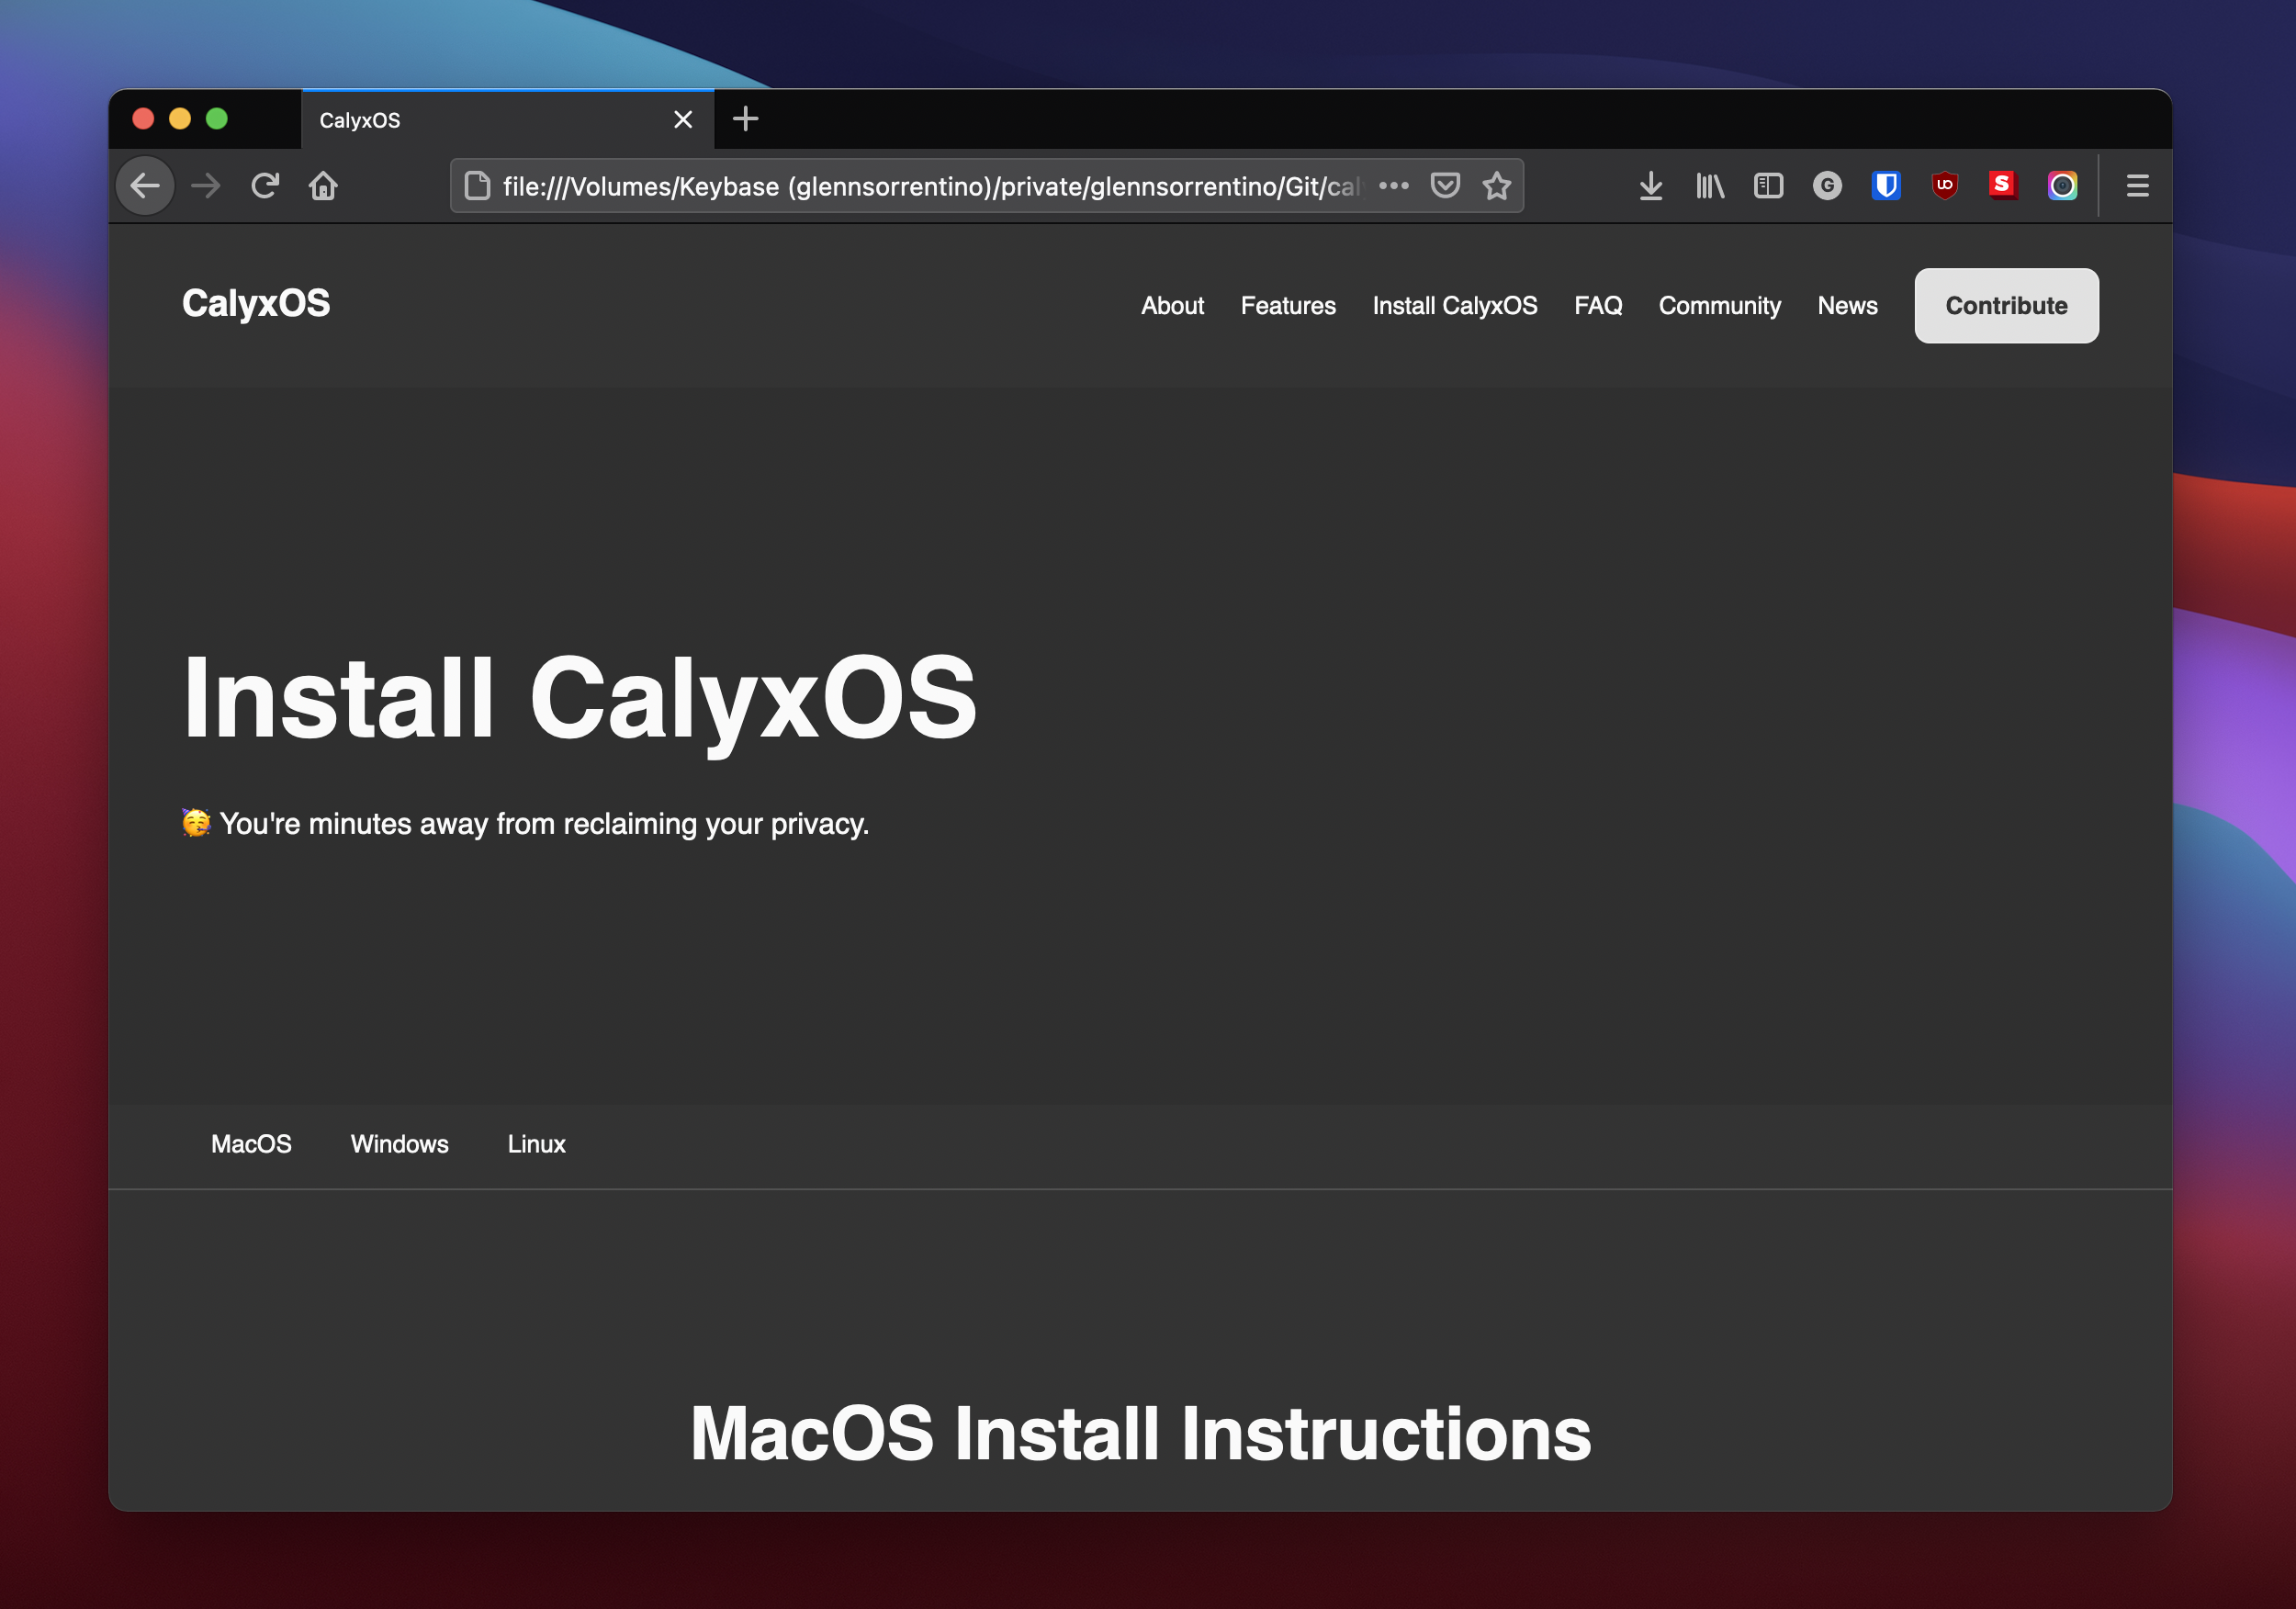 CalyxOS
file:///Volumes/Keybase (glennsorrentino)/private/glennsorrentino/Git/cal
CalyxOS
About Features Install CalyxOS FAQ Community News Contribute
Install CalyxOS
🥳 You're minutes away from reclaiming your privacy.
MacOS Windows Linux
MacOS Install Instructions